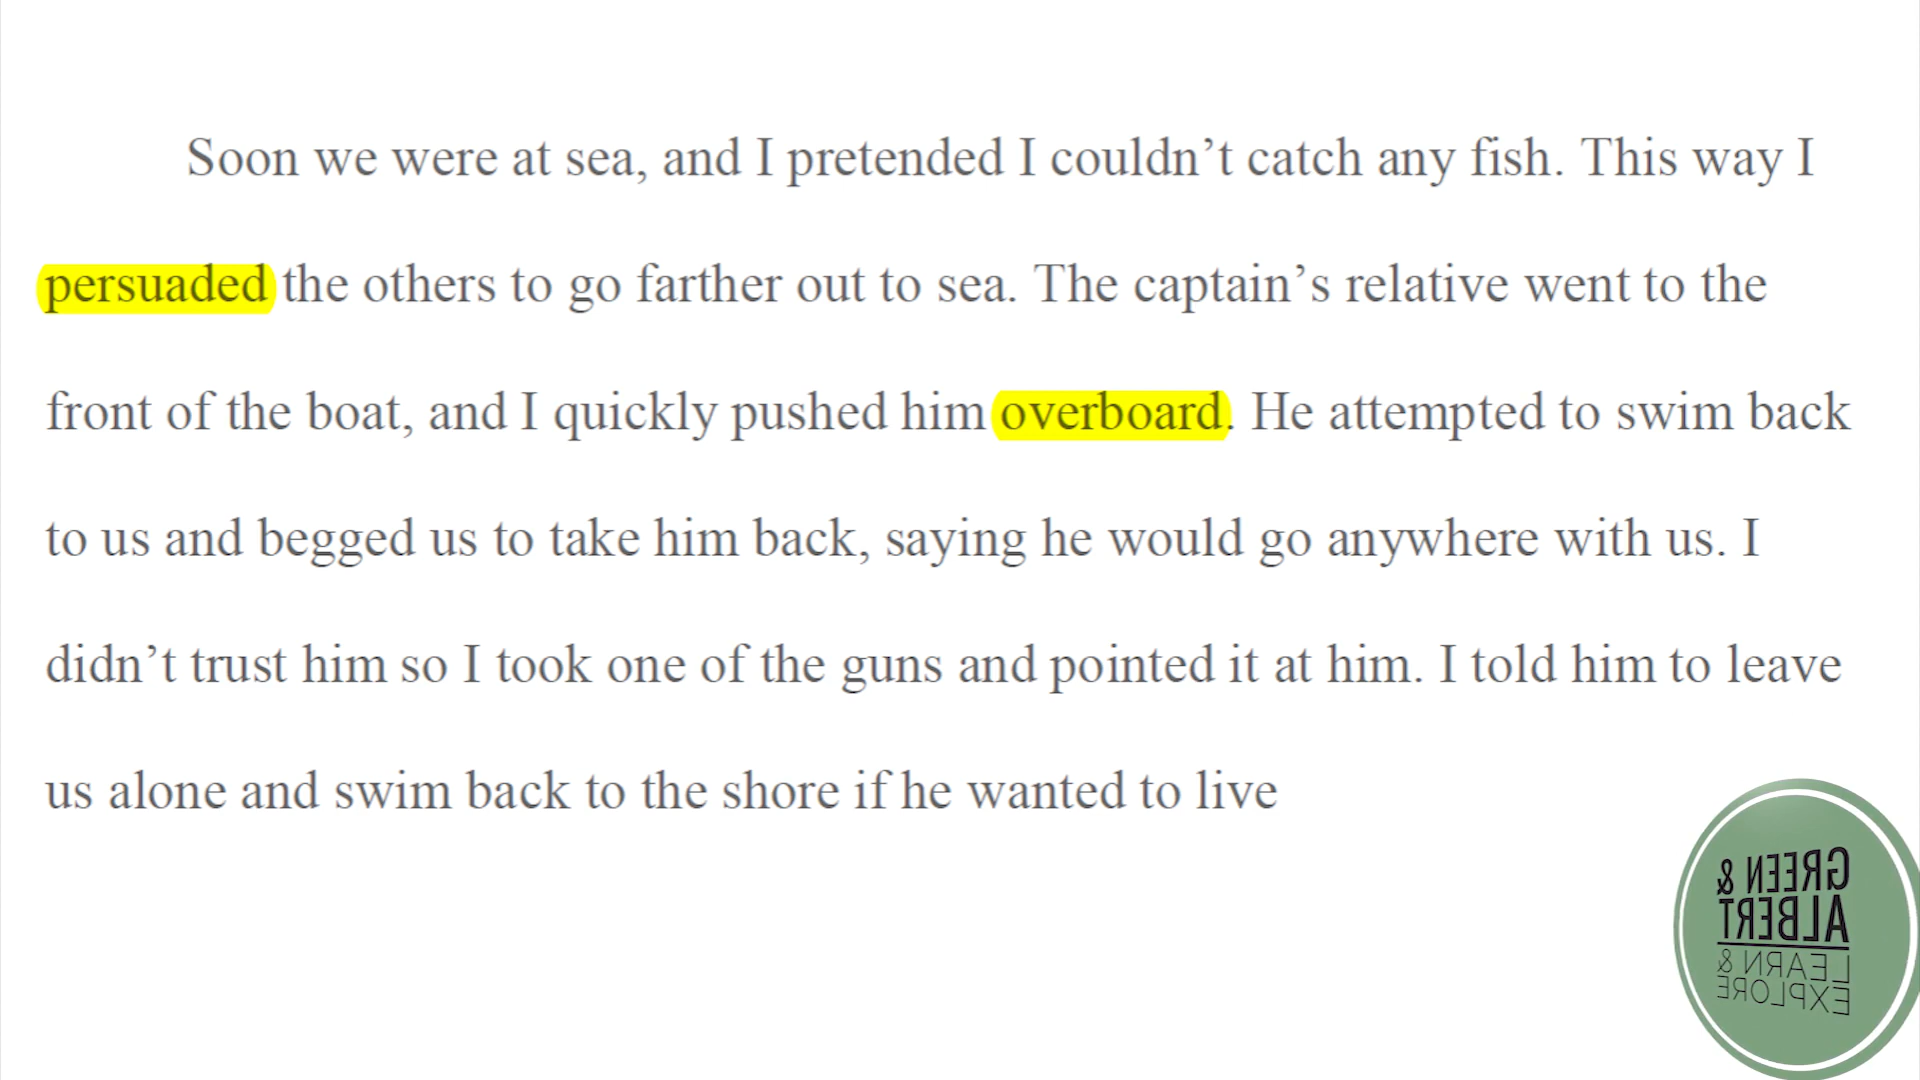 Soon we were at sea, and I pretended I couldn’t catch any fish. This way I
persuaded the others to go farther out to sea. The captain’s relative went to the
front of the boat, and I quickly pushed him overboard. He attempted to swim back
to us and begged us to take him back, saying he would go anywhere with us. I
didn’t trust him so I took one of the guns and pointed it at him. I told him to leave
us alone and swim back to the shore if he wanted to live
GREEN &
ALBERT
LEARN &
EXPLORE